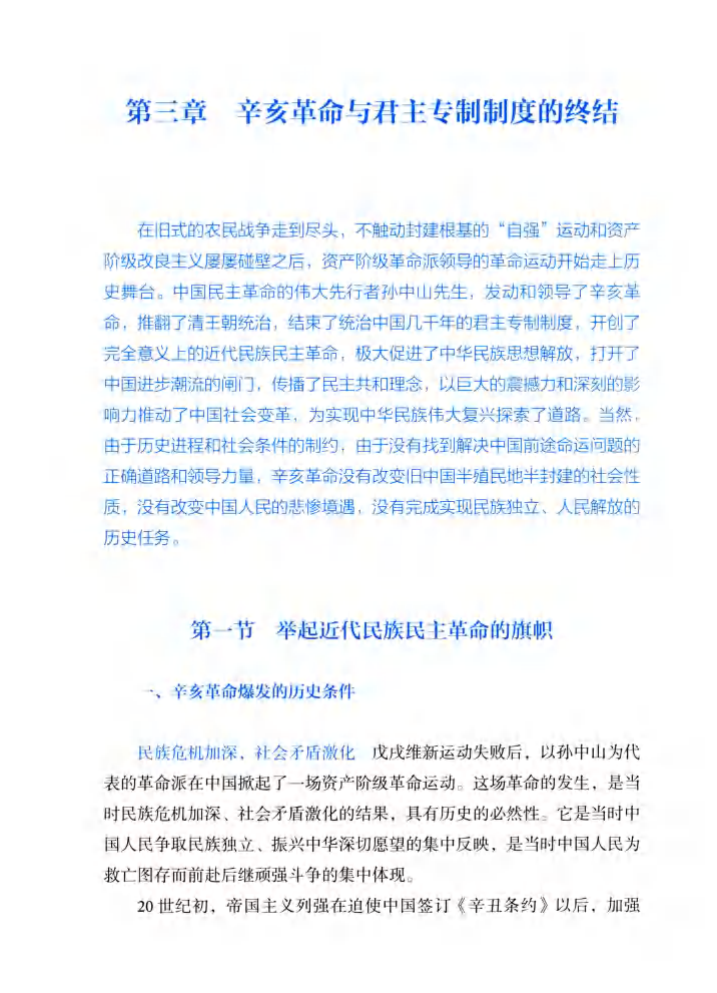 第三章　辛亥革命与君主专制制度的终结
在旧式的农民战争走到尽头，不触动封建根基的“自强”运动和资产
阶级改良主义屡屡碰壁之后，资产阶级革命派领导的革命运动开始走上历
史舞台。中国民主革命的伟大先行者孙中山先生，发动和领导了辛亥革
命，推翻了清王朝统治，结束了统治中国几千年的君主专制制度，开创了
完全意义上的近代民族民主革命，极大促进了中华民族思想解放，打开了
中国进步潮流的闸门，传播了民主共和理念，以巨大的震撼力和深刻的影
响力推动了中国社会变革，为实现中华民族伟大复兴探索了道路。当然，
由于历史进程和社会条件的制约，由于没有找到解决中国前途命运问题的
正确道路和领导力量，辛亥革命没有改变旧中国半殖民地半封建的社会性
质，没有改变中国人民的悲惨境遇，没有完成实现民族独立、人民解放的
历史任务。
第一节　举起近代民族民主革命的旗帜
一、辛亥革命爆发的历史条件
民族危机加深，社会矛盾激化　戊戌维新运动失败后，以孙中山为代
表的革命派在中国掀起了一场资产阶级革命运动。这场革命的发生，是当
时民族危机加深、社会矛盾激化的结果，具有历史的必然性。它是当时中
国人民争取民族独立、振兴中华深切愿望的集中反映，是当时中国人民为
救亡图存而前赴后继顽强斗争的集中体现。
20 世纪初，帝国主义列强在迫使中国签订《辛丑条约》以后，加强